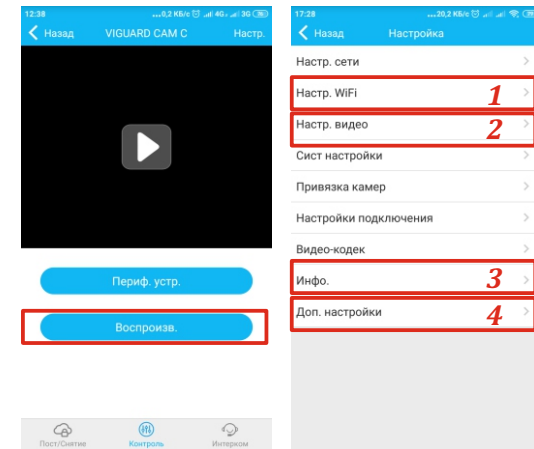 12:38 ...0,2 КБ/с 4G 3G
Назад VIGUARD CAM C Настр.
Периф. устр.
Воспроизв.
Пост/Снятие Контроль Интерком
17:28 ...20,2 КБ/с
Назад Настройка
Настр. сети
Настр. WiFi 1
Настр. видео 2
Сист настройки
Привязка камер
Настройки подключения
Видео-кодек
Инфо. 3
Доп. настройки 4